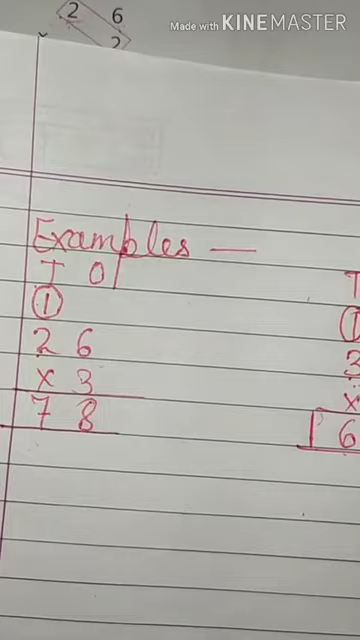 2 6
2
Made with KINEMASTER
Examples —
T O
①
2 6
× 3
7 8
T
①
3
×
1 6